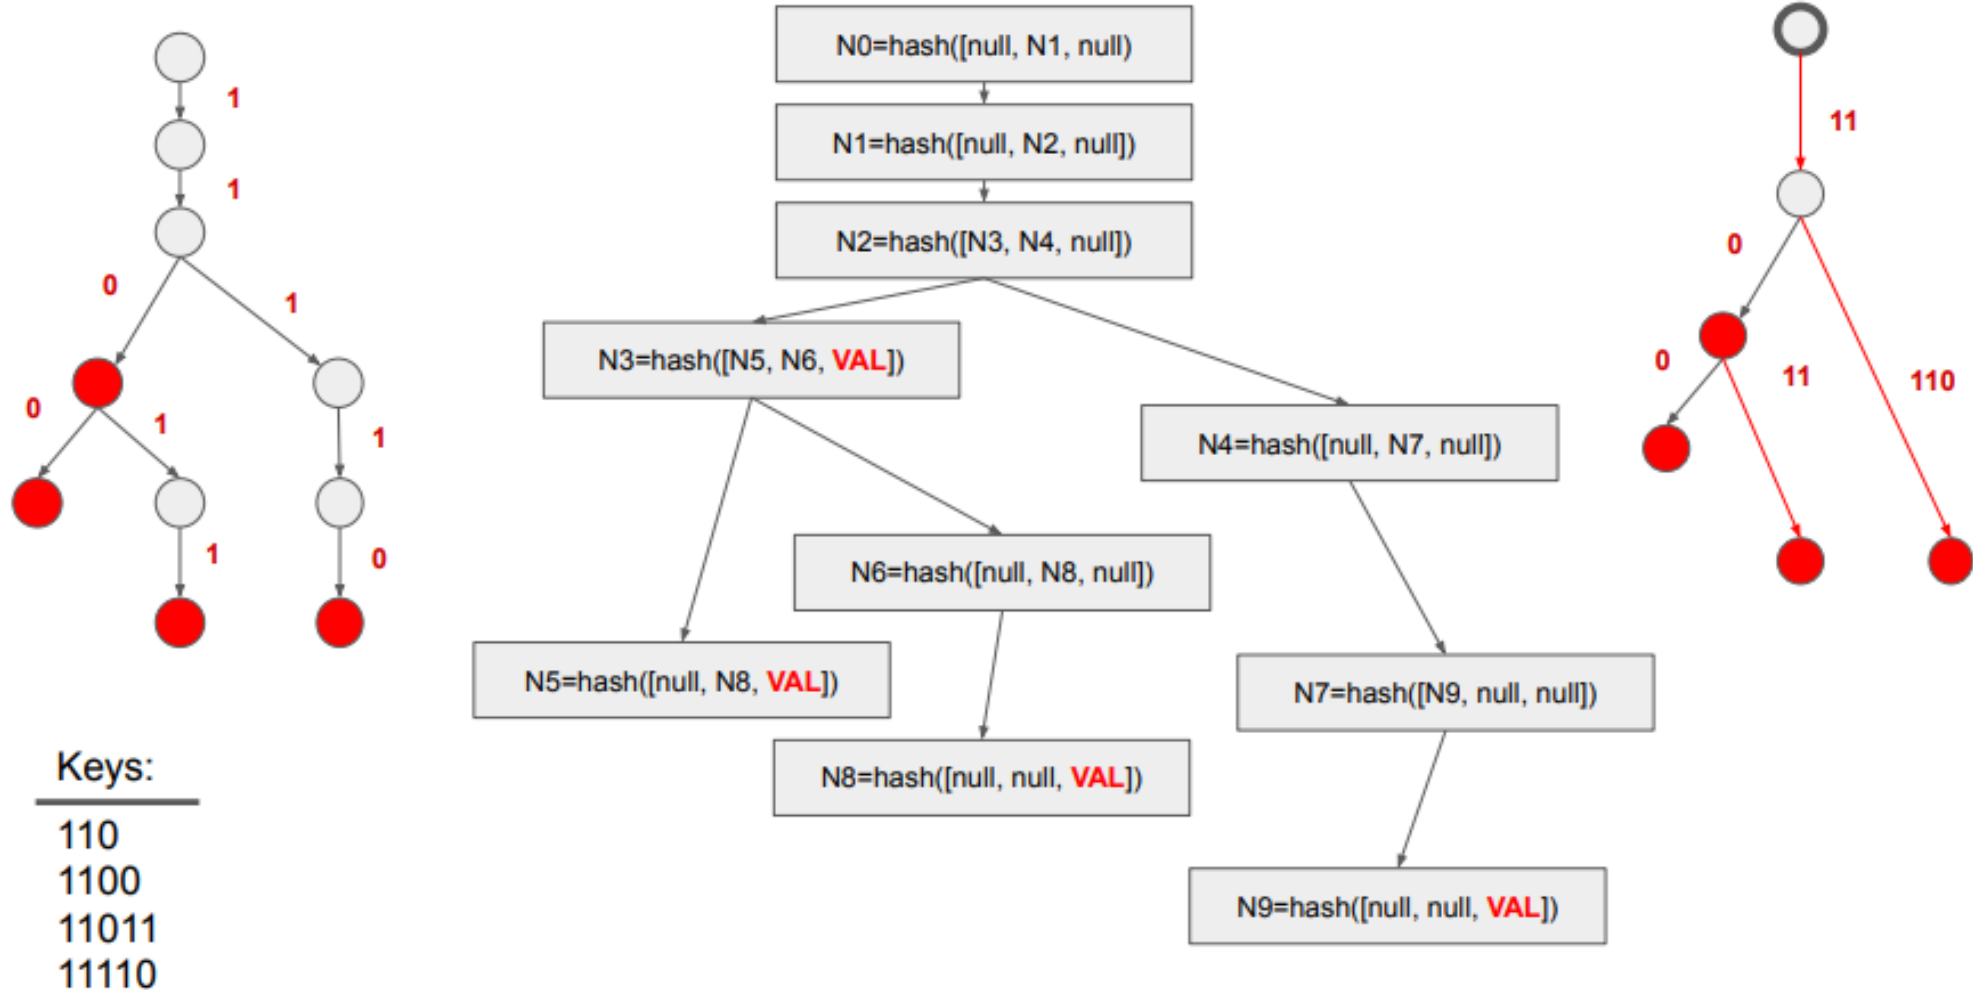 1
1
0
1
0
1
1
1
0
Keys:
110
1100
11011
11110
N0=hash([null, N1, null)
N1=hash([null, N2, null])
N2=hash([N3, N4, null])
N3=hash([N5, N6, VAL])
N4=hash([null, N7, null])
N6=hash([null, N8, null])
N5=hash([null, N8, VAL])
N7=hash([N9, null, null])
N8=hash([null, null, VAL])
N9=hash([null, null, VAL])
11
0
0
11
110